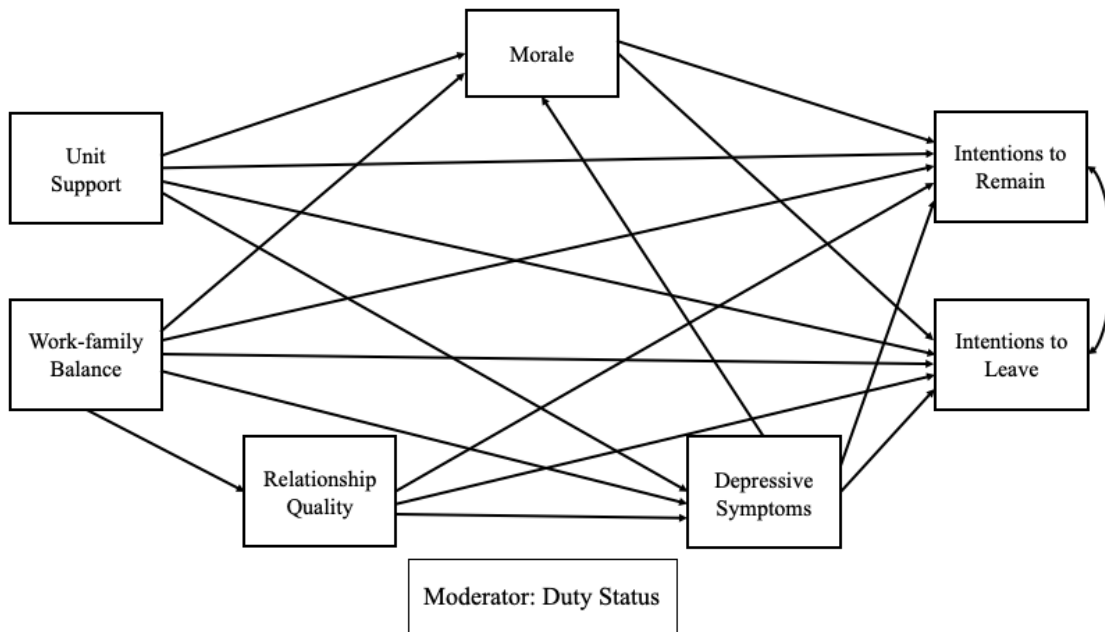 Morale
Unit
Support
Intentions to
Remain
Work-family
Balance
Intentions to
Leave
Relationship
Quality
Depressive
Symptoms
Moderator: Duty Status